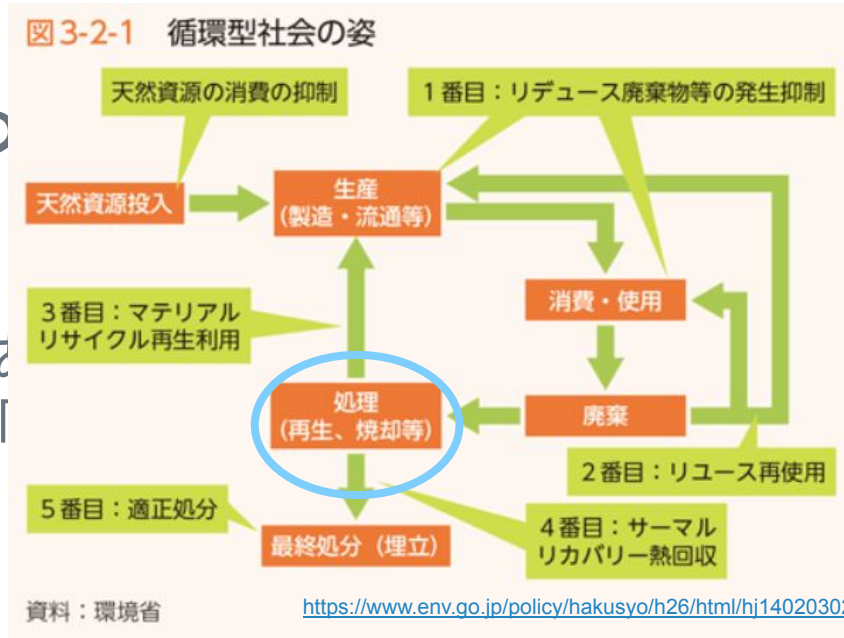 図3-2-1 循環型社会の姿
天然資源の消費の抑制
1番目:リデュース廃棄物等の発生抑制
天然資源投入
生産
(製造・流通等)
3番目:マテリアル
リサイクル再生利用
消費・使用
処理
(再生、焼却等)
廃棄
2番目:リユース再使用
5番目:適正処分
最終処分(埋立)
4番目:サーマル
リカバリー熱回収
資料:環境省
https://www.env.go.jp/policy/hakusyo/h26/html/hj1402030